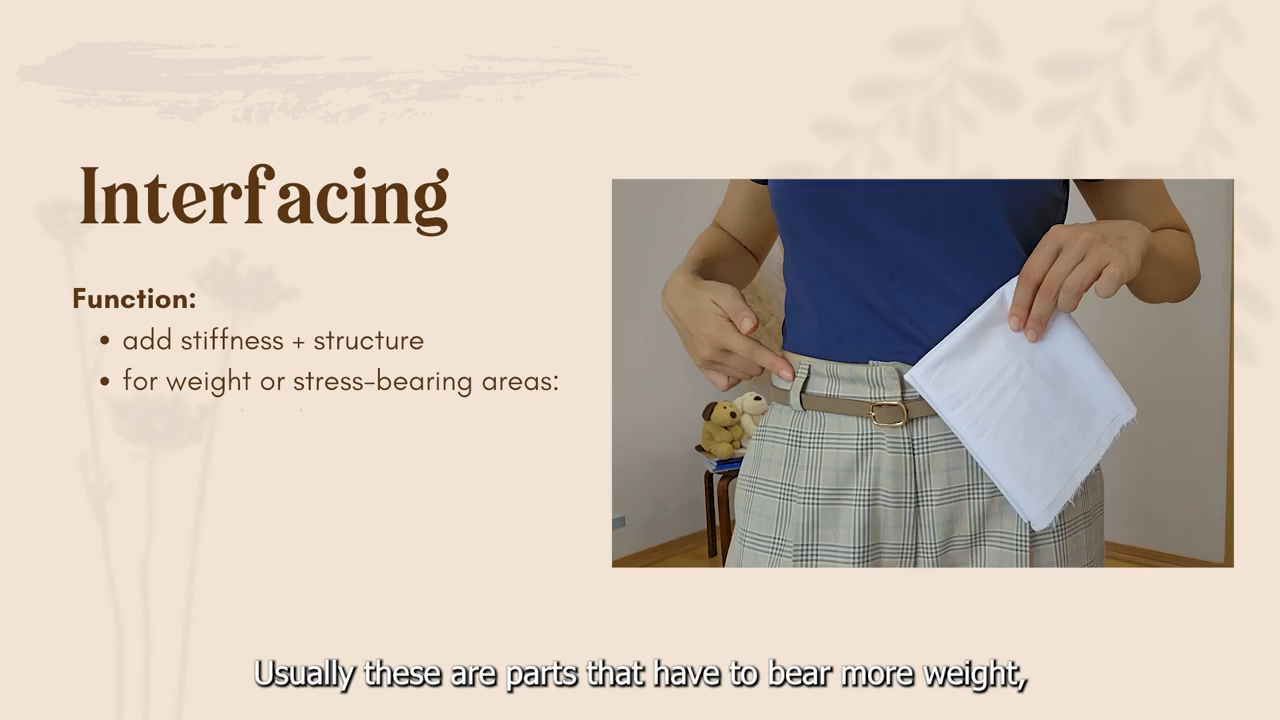 Interfacing
Function:
• add stiffness + structure
• for weight or stress-bearing areas:
Usually these are parts that have to bear more weight,